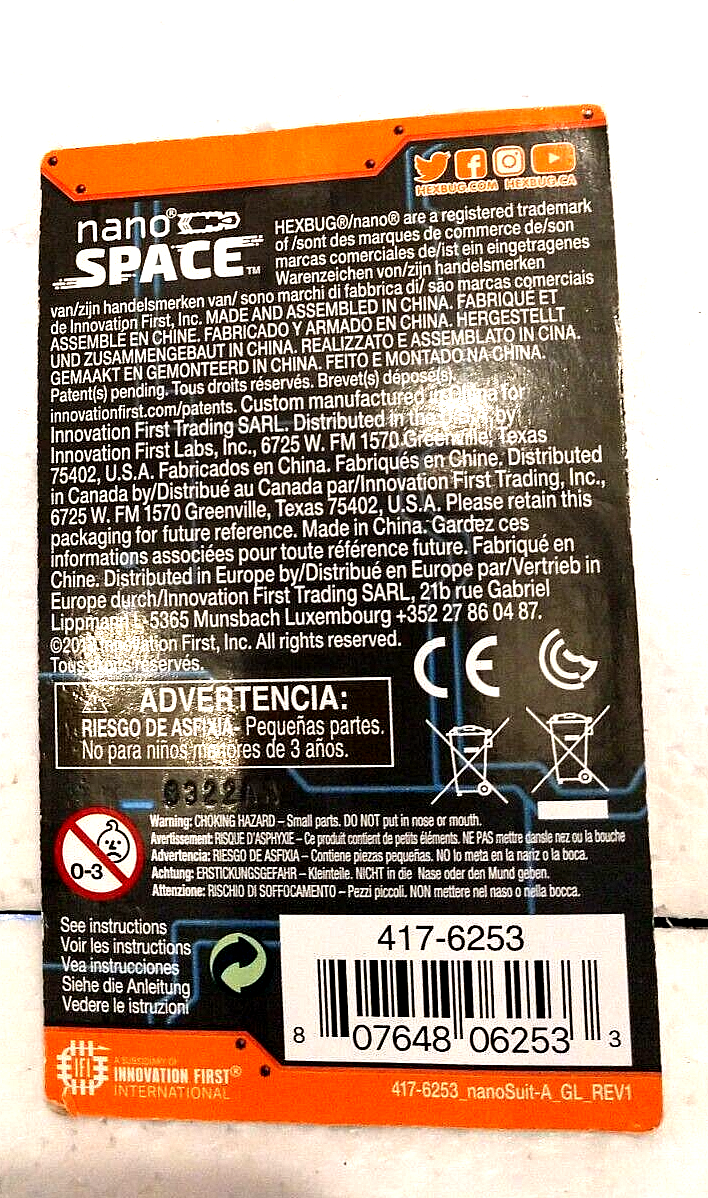 HEXBUG.COM HEXBUG.CA
nano®
SPACE™
HEXBUG®/nano® are a registered trademark
of /sont des marques de commerce de/son
marcas comerciales de/ist ein eingetragenes
Warenzeichen von/zijn handelsmerken
van/zijn handelsmerken van/ sono marchi di fabbrica di/ são marcas comerciais
de Innovation First, Inc. MADE AND ASSEMBLED IN CHINA. FABRIQUÉ ET
ASSEMBLÉ EN CHINE. FABRICADO Y ARMADO EN CHINA. HERGESTELLT
UND ZUSAMMENGEBAUT IN CHINA. REALIZZATO E ASSEMBLATO IN CINA.
GEMAAKT EN GEMONTEERD IN CHINA. FEITO E MONTADO NA CHINA.
Patent(s) pending. Tous droits réservés. Brevet(s) déposé(s).
innovationfirst.com/patents. Custom manufactured in China for
Innovation First Trading SARL. Distributed in the by
Innovation First Labs, Inc., 6725 W. FM 1570 Greenville, Texas
75402, U.S.A. Fabricados en China. Fabriqués en Chine. Distributed
in Canada by/Distribué au Canada par/Innovation First Trading, Inc.,
6725 W. FM 1570 Greenville, Texas 75402, U.S.A. Please retain this
packaging for future reference. Made in China. Gardez ces
informations associées pour toute référence future. Fabriqué en
Chine. Distributed in Europe by/Distribué en Europe par/Vertrieb in
Europe durch/Innovation First Trading SARL, 21b rue Gabriel
Lippmann L-5365 Munsbach Luxembourg +352 27 86 04 87.
Innovation First, Inc. All rights reserved.
Tous droits réservés.
CE
ADVERTENCIA:
RIESGO DE ASFIXIA- Pequeñas partes.
No para niños menores de 3 años.
0-3
Warning: CHOKING HAZARD – Small parts. DO NOT put in nose or mouth.
Avertissement: RISQUE D'ASPHYXIE – Ce produit contient de petits éléments. NE PAS mettre dansle nez ou la bouche
Advertencia: RIESGO DE ASFIXIA – Contiene piezas pequeñas. NO lo meta en la nariz o la boca.
Achtung: ERSTICKUNGSGEFAHR – Kleinteile. NICHT in die Nase oder den Mund geben.
Attenzione: RISCHIO DI SOFFOCAMENTO – Pezzi piccoli. NON mettere nel naso o nella bocca.
See instructions
Voir les instructions
Vea instrucciones
Siehe die Anleitung
Vedere le istruzioni
417-6253
8 07648 06253 3
IFI
A SUBSIDIARY OF
INNOVATION FIRST®
INTERNATIONAL
417-6253_nanoSuit-A_GL_REV1